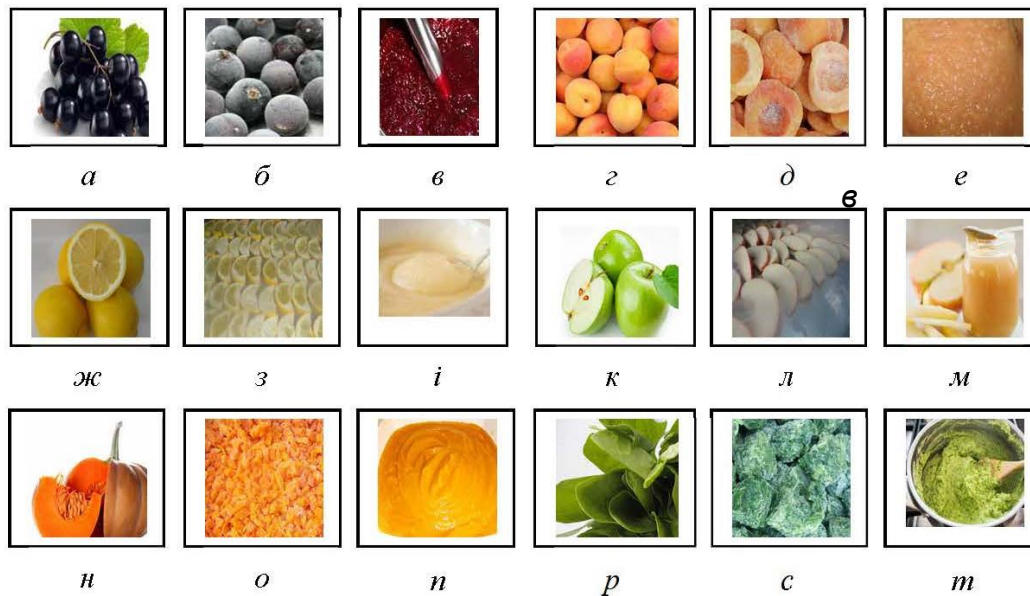 а б в г д е
в
ж з і к л м
н о п р с т